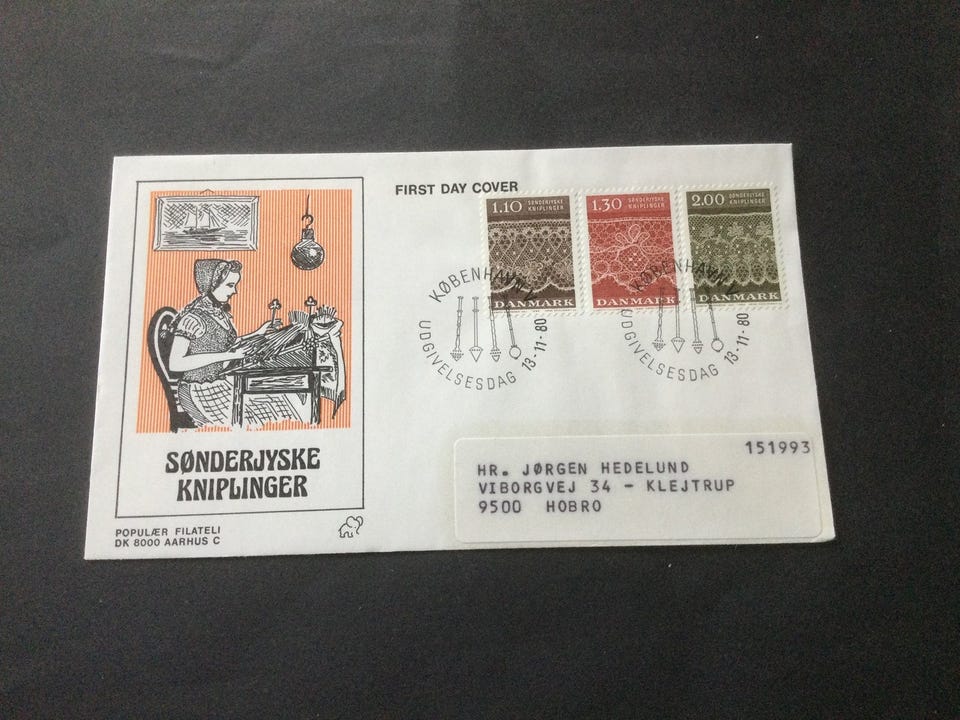 FIRST DAY COVER
1.10 SØNDERJYSKE
KNIPLINGER
DANMARK
1.30 SØNDERJYSKE
KNIPLINGER
DANMARK
2.00 SØNDERJYSKE
KNIPLINGER
DANMARK
KØBENHAVN K
UDGIVELSESDAG 13-11-80
KØBENHAVN K
UDGIVELSESDAG 13-11-80
SØNDERJYSKE
KNIPLINGER
POPULÆR FILATELI
DK 8000 AARHUS C
151993
HR. JØRGEN HEDELUND
VIBORGVEJ 34 - KLEJTRUP
9500 HOBRO